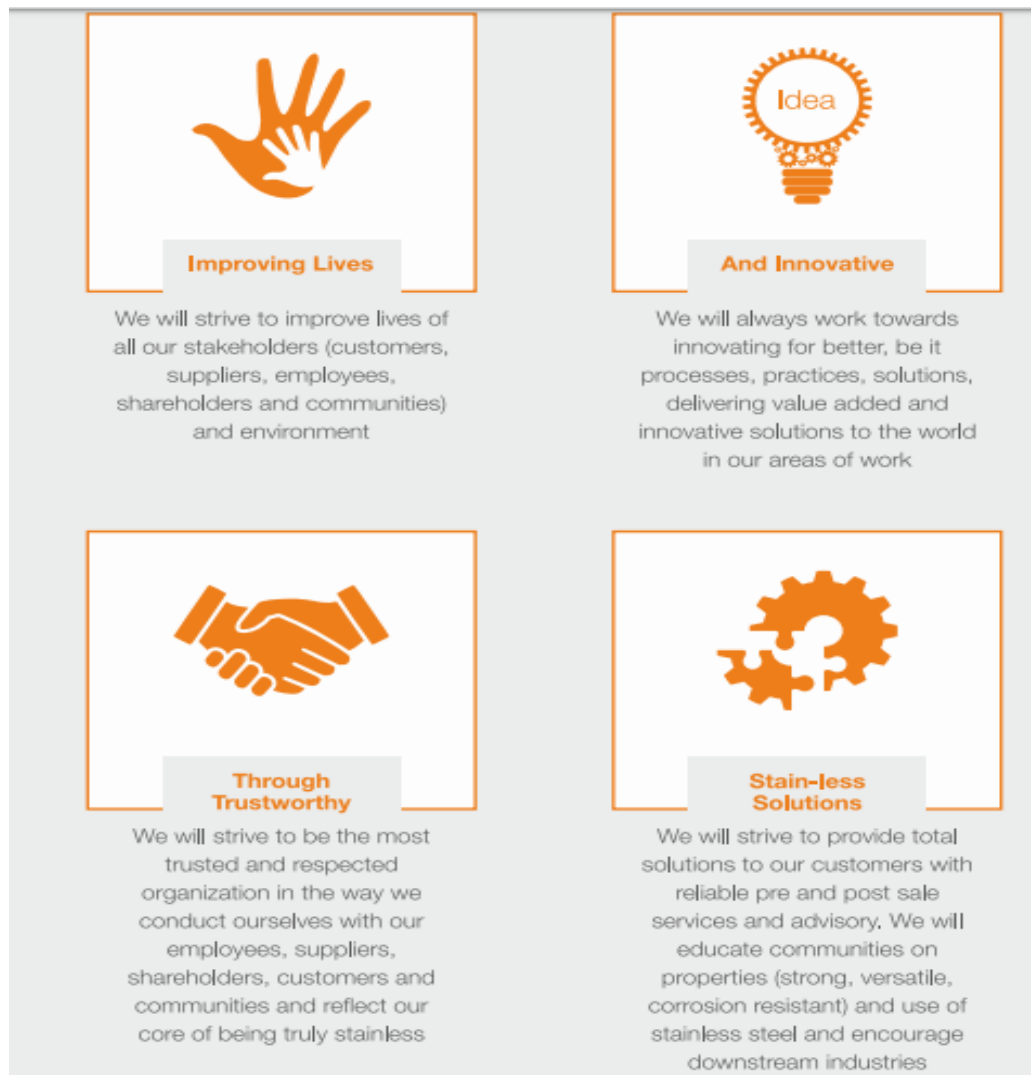 Improving Lives
We will strive to improve lives of
all our stakeholders (customers,
suppliers, employees,
shareholders and communities)
and environment
Idea
And Innovative
We will always work towards
innovating for better, be it
processes, practices, solutions,
delivering value added and
innovative solutions to the world
in our areas of work
Through
Trustworthy
We will strive to be the most
trusted and respected
organization in the way we
conduct ourselves with our
employees, suppliers,
shareholders, customers and
communities and reflect our
core of being truly stainless
Stain-less
Solutions
We will strive to provide total
solutions to our customers with
reliable pre and post sale
services and advisory. We will
educate communities on
properties (strong, versatile,
corrosion resistant) and use of
stainless steel and encourage
downstream industries